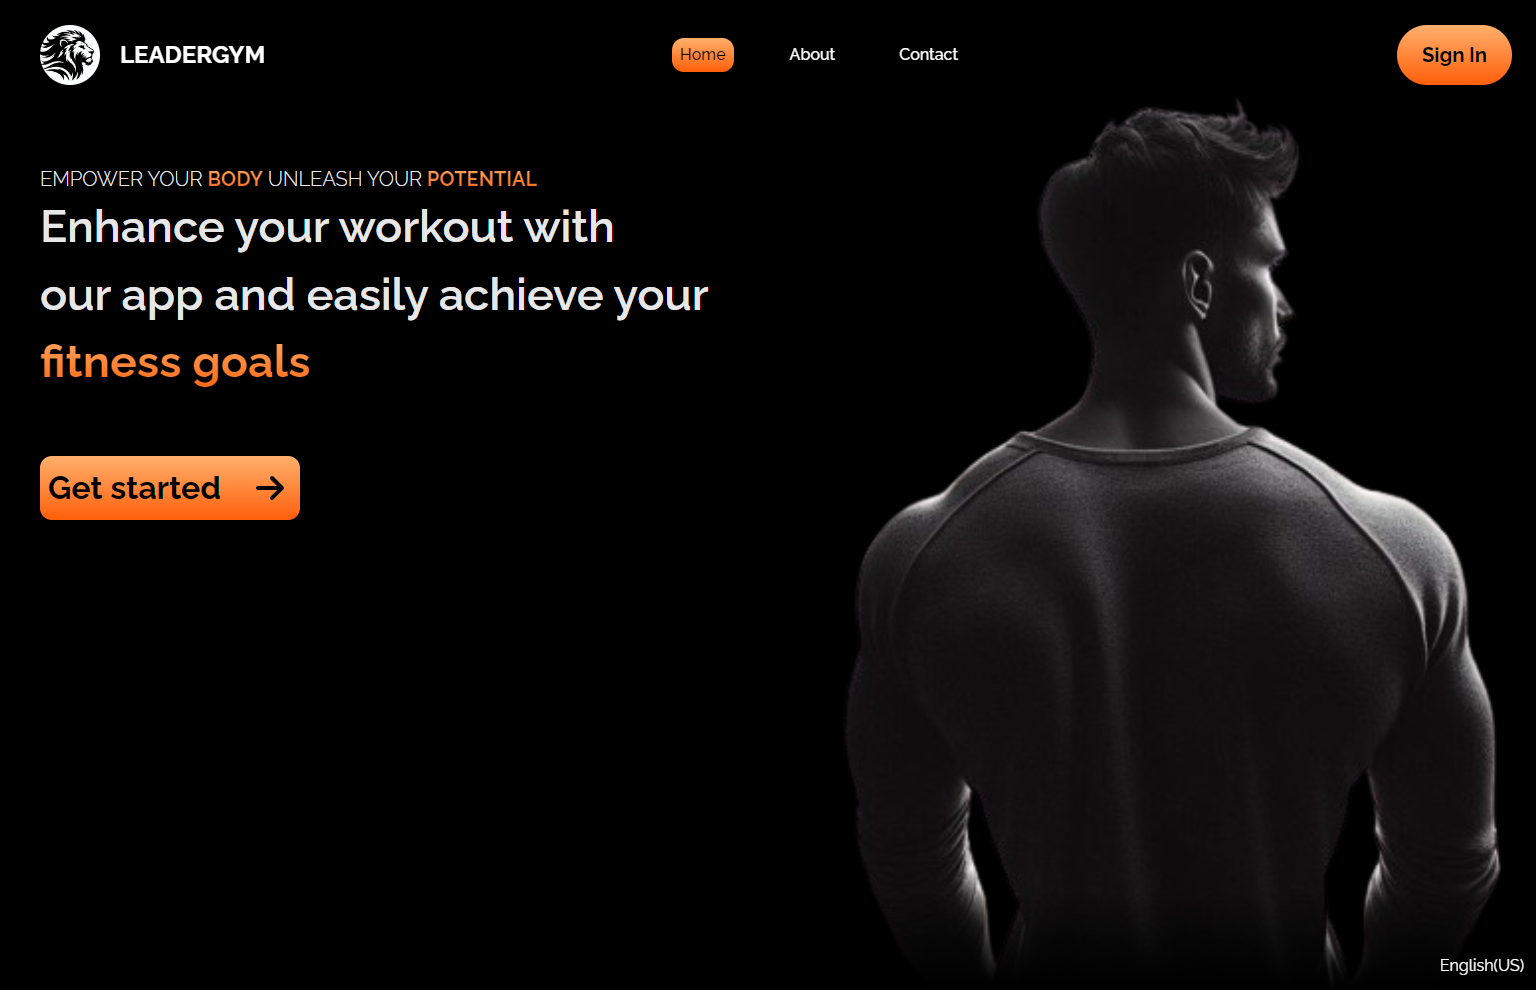 LEADERGYM
Home
About
Contact
Sign In
EMPOWER YOUR BODY UNLEASH YOUR POTENTIAL
Enhance your workout with
our app and easily achieve your
fitness goals
Get started
English(US)